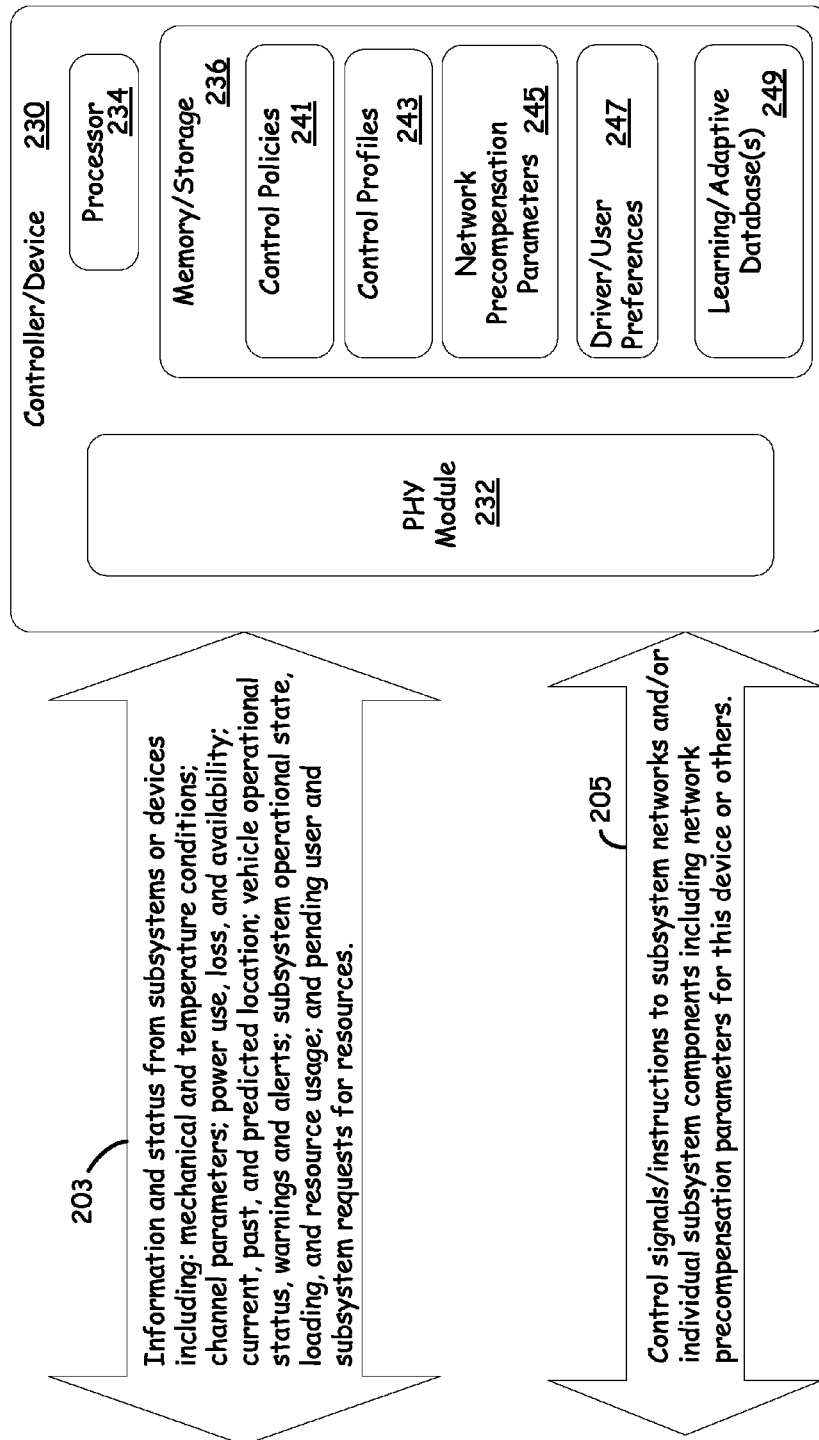 Controller/Device 230
Processor
234
Memory/Storage
236
Control Policies
241
Control Profiles
243
Network
Precompensation
Parameters 245
Driver/User 247
Preferences
Learning/Adaptive
Database(s) 249
PHY
Module
232
203
Information and status from subsystems or devices
including: mechanical and temperature conditions;
channel parameters; power use, loss, and availability;
current, past, and predicted location; vehicle operational
status, warnings and alerts; subsystem operational state,
loading, and resource usage; and pending user and
subsystem requests for resources.
205
Control signals/instructions to subsystem networks and/or
individual subsystem components including network
precompensation parameters for this device or others.